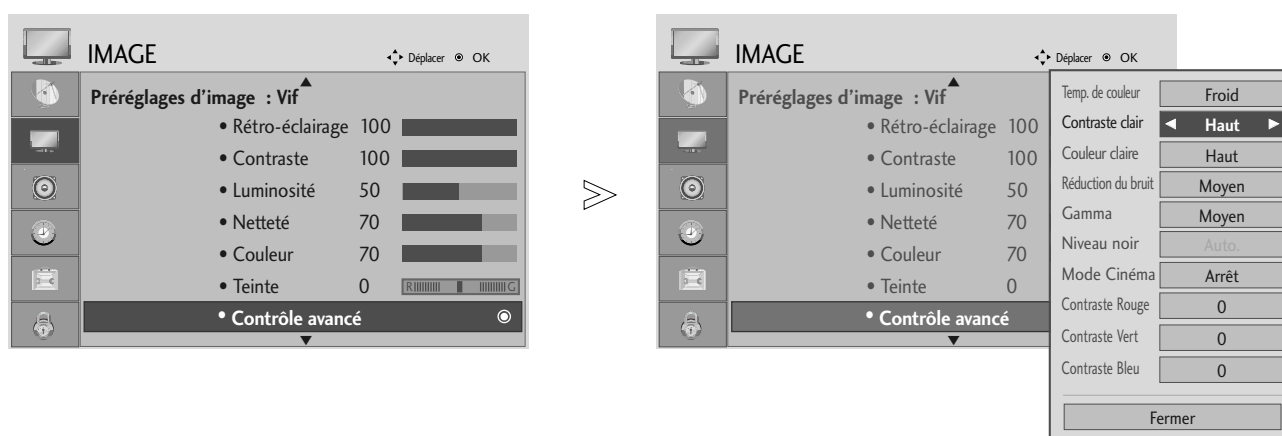 IMAGE
Déplacer OK
Préréglages d'image : Vif
• Rétro-éclairage 100
• Contraste 100
• Luminosité 50
• Netteté 70
• Couleur 70
• Teinte 0 R G
• Contrôle avancé
IMAGE
Déplacer OK
Préréglages d'image : Vif
• Rétro-éclairage 100
• Contraste 100
• Luminosité 50
• Netteté 70
• Couleur 70
• Teinte 0
• Contrôle avancé
Temp. de couleur Froid
Contraste clair Haut
Couleur claire Haut
Réduction du bruit Moyen
Gamma Moyen
Niveau noir Auto.
Mode Cinéma Arrêt
Contraste Rouge 0
Contraste Vert 0
Contraste Bleu 0
Fermer